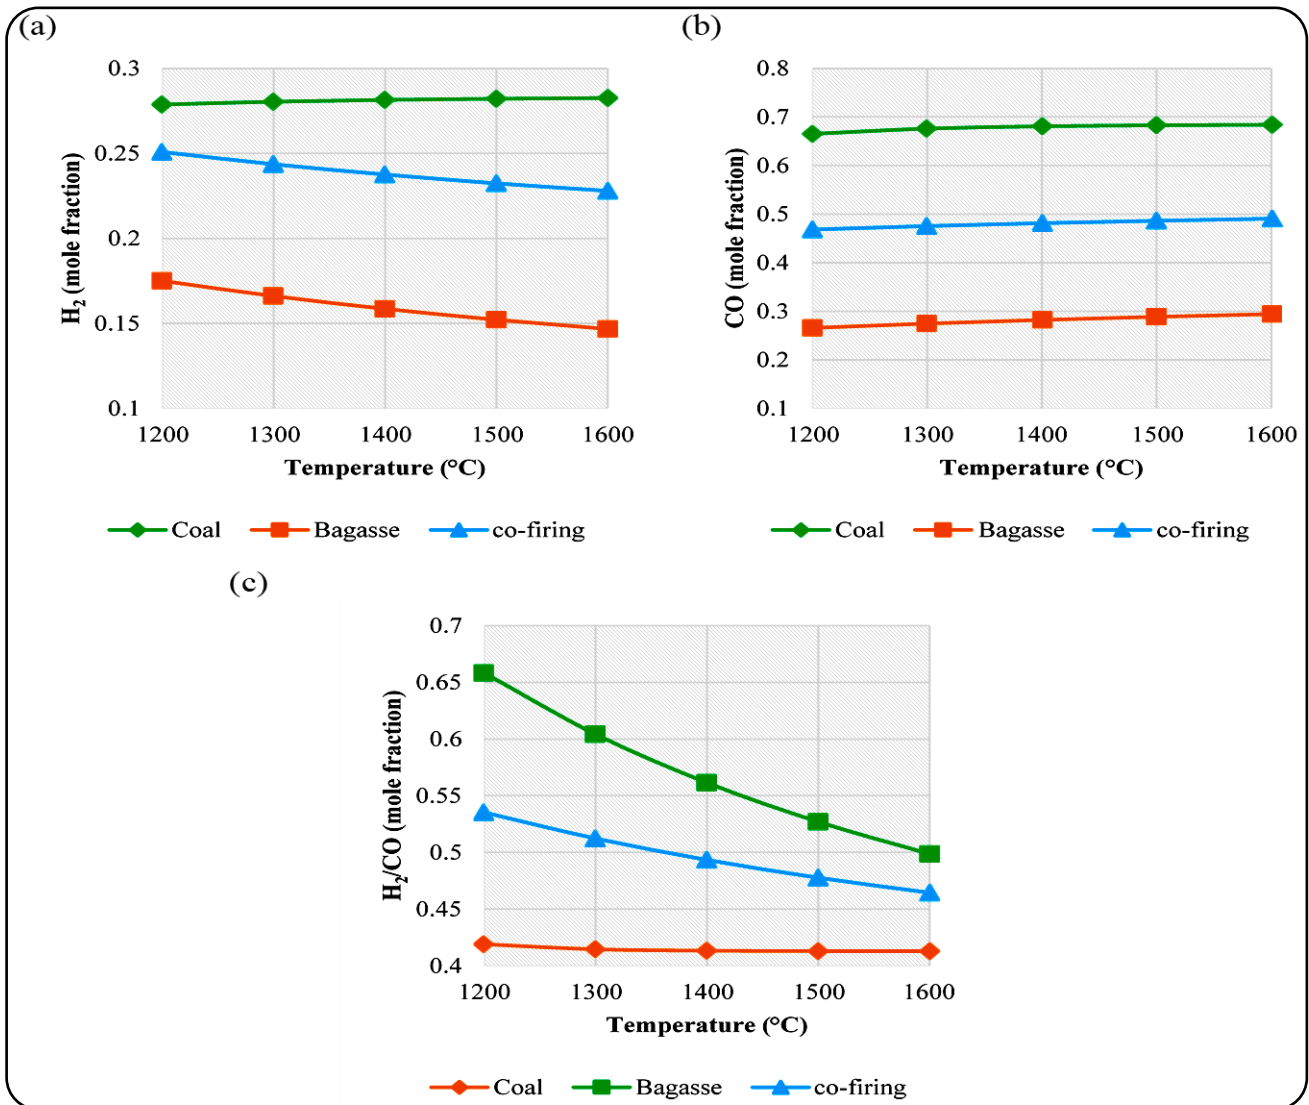 (a)
H₂ (mole fraction)
0.3
0.25
0.2
0.15
0.1
1200 1300 1400 1500 1600
Temperature (°C)
Coal Bagasse co-firing
(b)
CO (mole fraction)
0.8
0.7
0.6
0.5
0.4
0.3
0.2
0.1
1200 1300 1400 1500 1600
Temperature (°C)
Coal Bagasse co-firing
(c)
H₂/CO (mole fraction)
0.7
0.65
0.6
0.55
0.5
0.45
0.4
1200 1300 1400 1500 1600
Temperature (°C)
Coal Bagasse co-firing